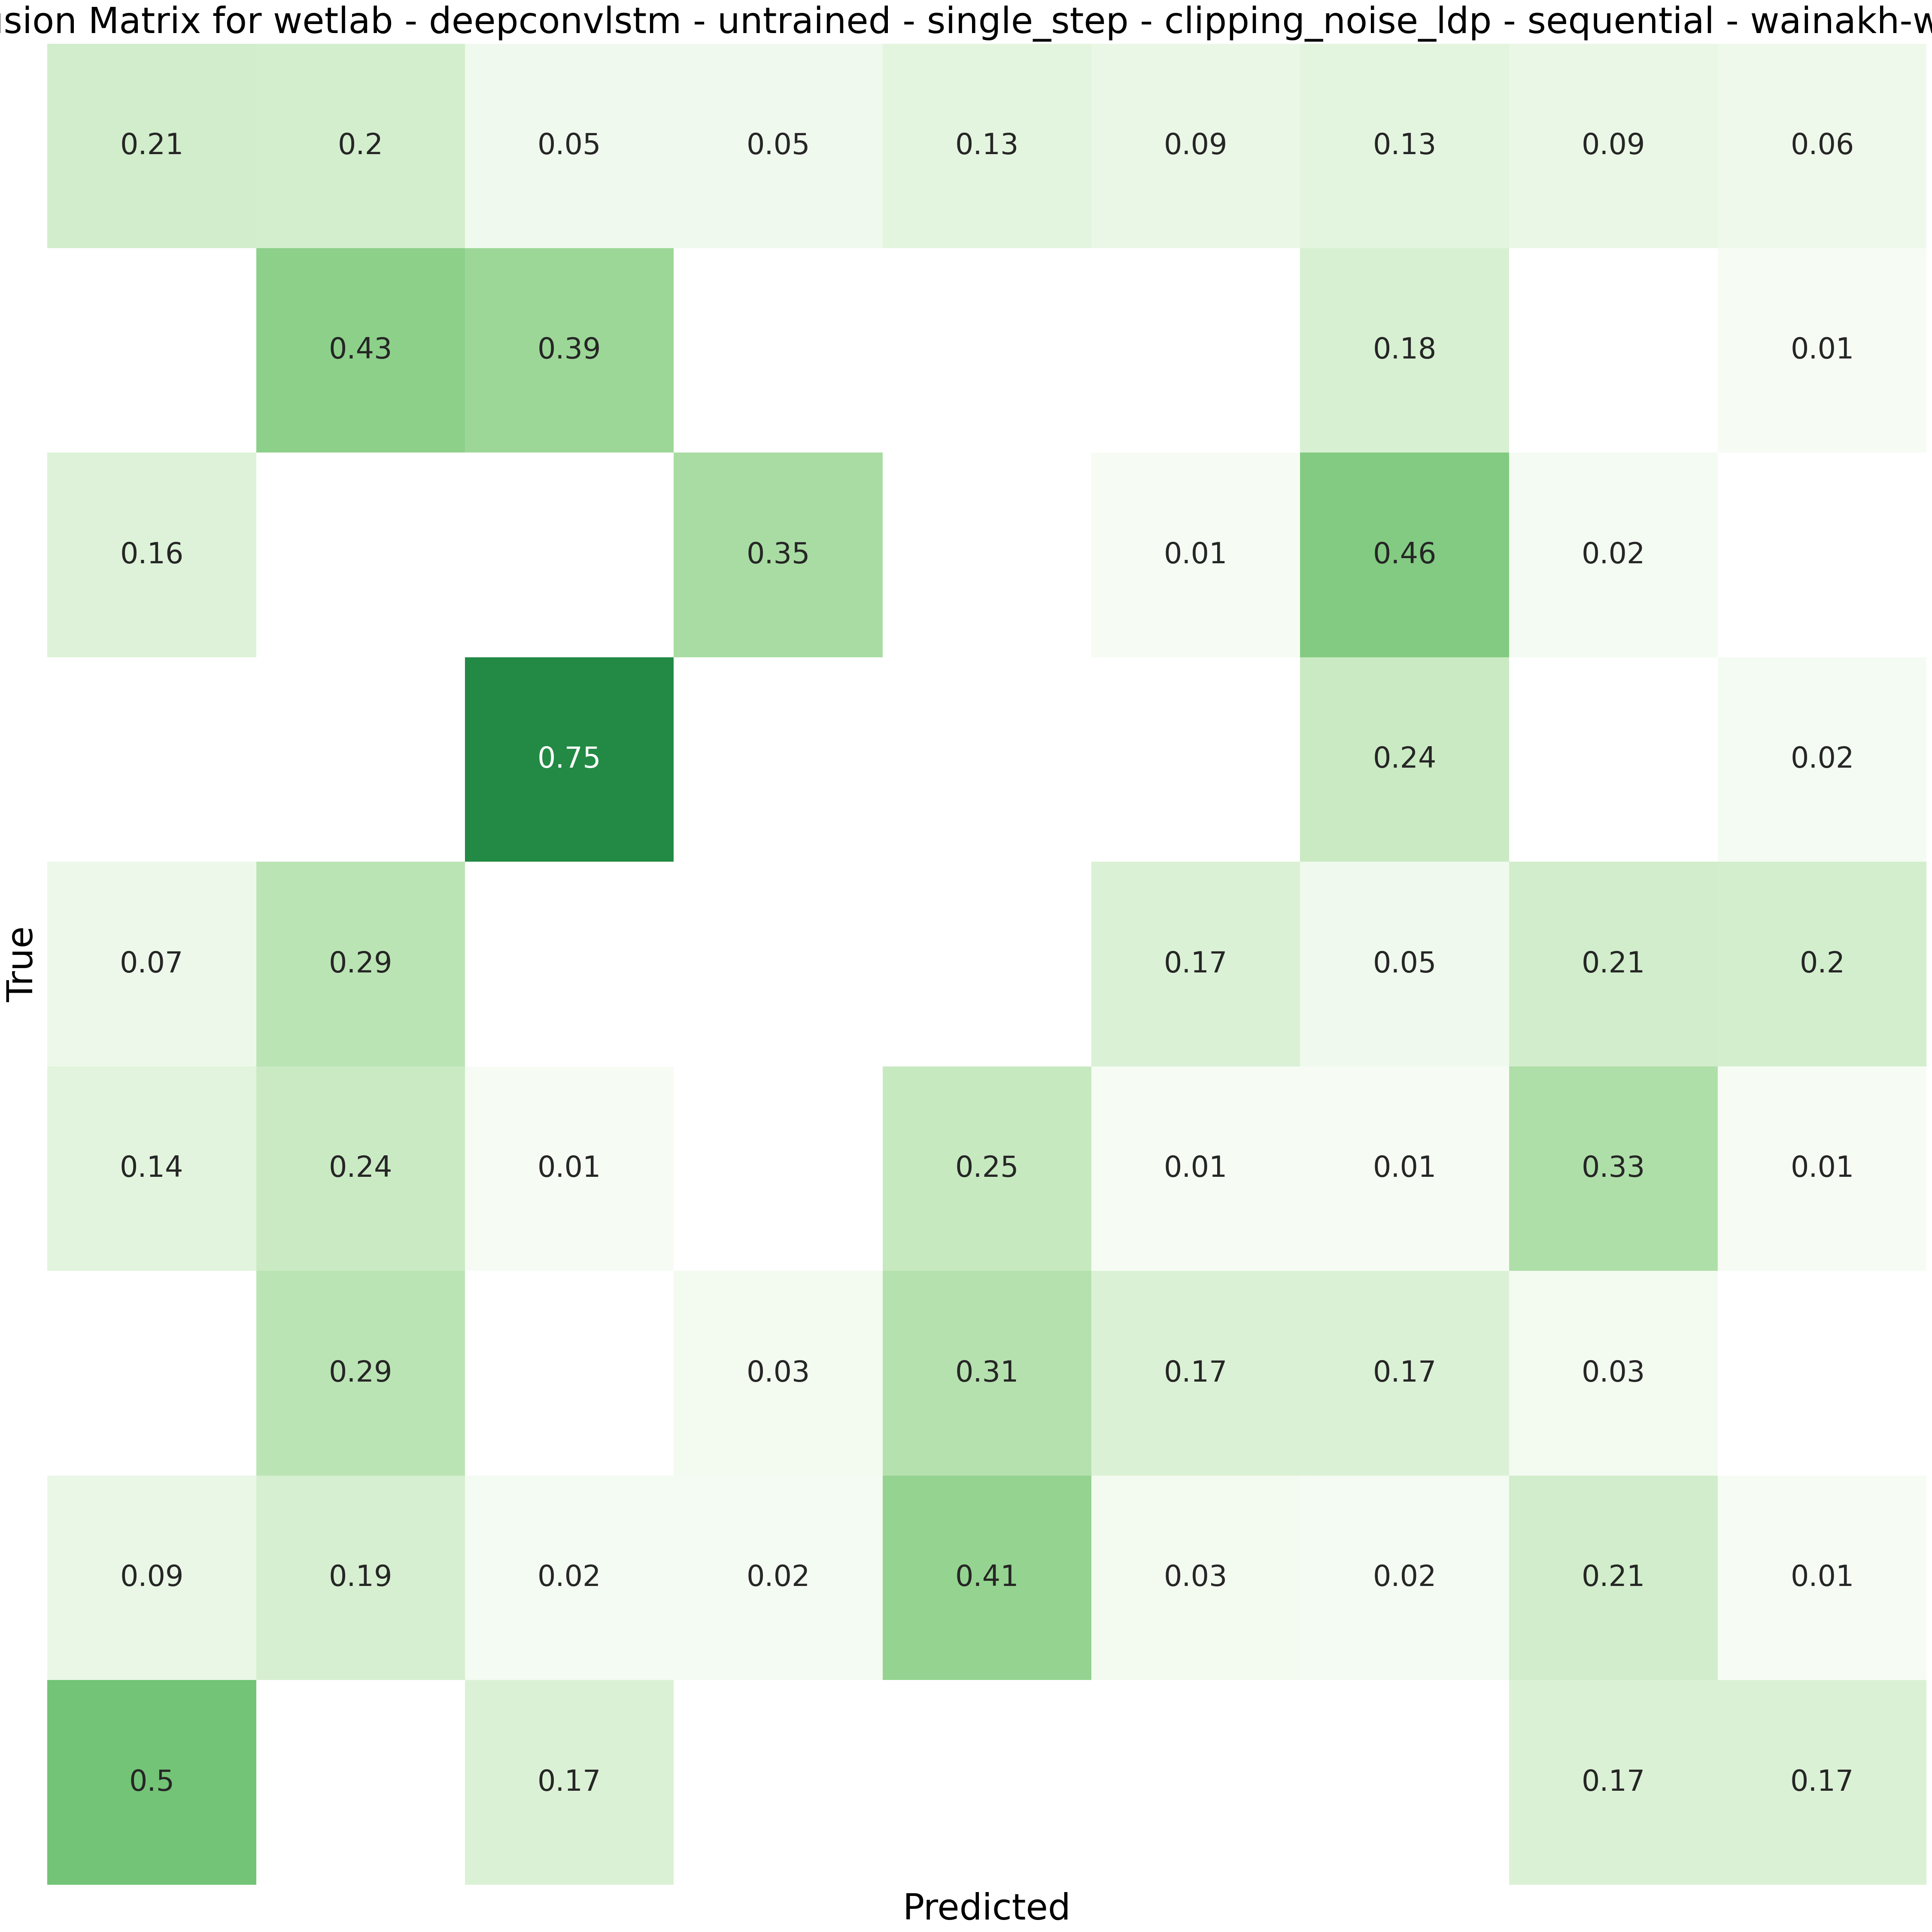 sion Matrix for wetlab - deepconvlstm - untrained - single_step - clipping_noise_ldp - sequential - wainakh-w
0.21 0.2 0.05 0.05 0.13 0.09 0.13 0.09 0.06
0.43 0.39 0.18 0.01
0.16 0.35 0.01 0.46 0.02
0.75 0.24 0.02
True
0.07 0.29 0.17 0.05 0.21 0.2
0.14 0.24 0.01 0.25 0.01 0.01 0.33 0.01
0.29 0.03 0.31 0.17 0.17 0.03
0.09 0.19 0.02 0.02 0.41 0.03 0.02 0.21 0.01
0.5 0.17 0.17 0.17
Predicted